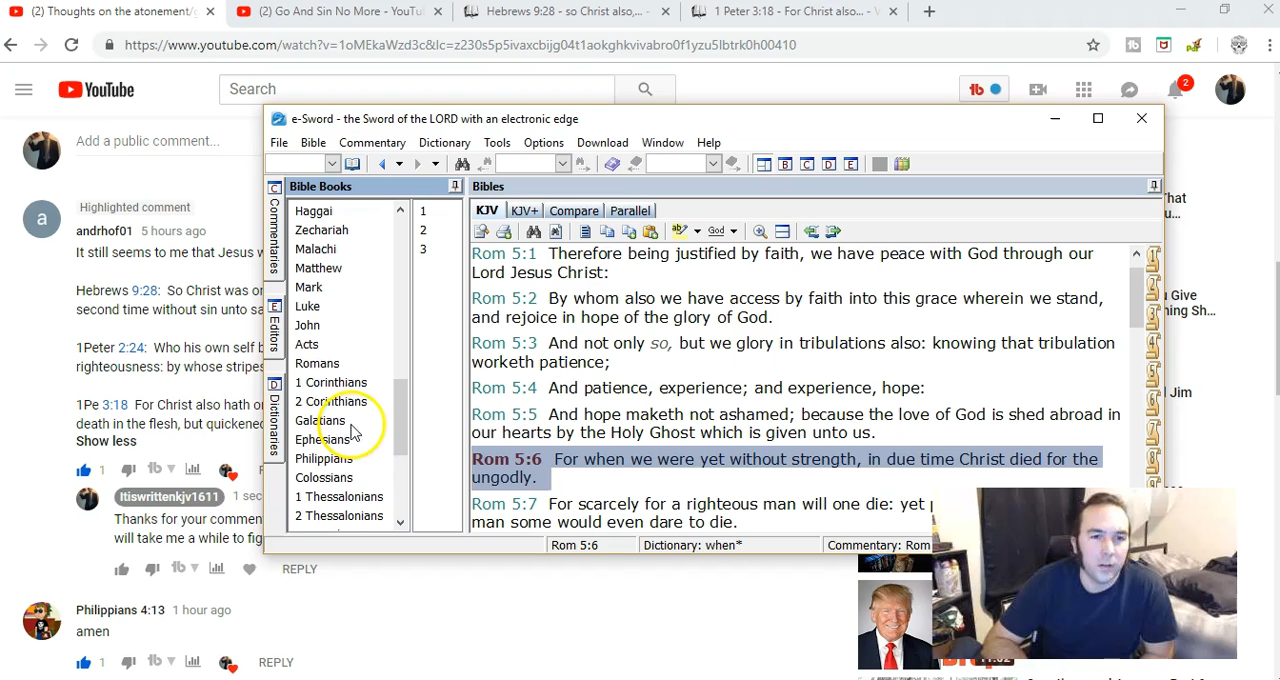 (2) Thoughts on the atonement/g
(2) Go And Sin No More - YouTu
Hebrews 9:28 - so Christ also,...
1 Peter 3:18 - For Christ also... - V
https://www.youtube.com/watch?v=1oMEkaWzd3c&lc=z230s5p5ivaxcbijg04t1aokghkvivabro0f1yzu5lbtrk0h00410
YouTube
Search
tb
2
Add a public comment...
Highlighted comment
a
andrhof01 5 hours ago
It still seems to me that Jesus w
Hebrews 9:28: So Christ was on
second time without sin unto sa
1Peter 2:24: Who his own self b
righteousness: by whose stripes
1Pe 3:18 For Christ also hath on
death in the flesh, but quickened
Show less
1
Itiswrittenkjv1611 1 sec
Thanks for your commen
will take me a while to fig
REPLY
Philippians 4:13 1 hour ago
amen
1
REPLY
e-Sword - the Sword of the LORD with an electronic edge
File Bible Commentary Dictionary Tools Options Download Window Help
B C D E
C Commentaries
E Editors
D Dictionaries
Bible Books
Haggai
Zechariah
Malachi
Matthew
Mark
Luke
John
Acts
Romans
1 Corinthians
2 Corinthians
Galatians
Ephesians
Philippians
Colossians
1 Thessalonians
2 Thessalonians
1
2
3
Bibles
KJV KJV+ Compare Parallel
God
Rom 5:1 Therefore being justified by faith, we have peace with God through our
Lord Jesus Christ:
Rom 5:2 By whom also we have access by faith into this grace wherein we stand,
and rejoice in hope of the glory of God.
Rom 5:3 And not only so, but we glory in tribulations also: knowing that tribulation
worketh patience;
Rom 5:4 And patience, experience; and experience, hope:
Rom 5:5 And hope maketh not ashamed; because the love of God is shed abroad in
our hearts by the Holy Ghost which is given unto us.
Rom 5:6 For when we were yet without strength, in due time Christ died for the
ungodly.
Rom 5:7 For scarcely for a righteous man will one die: yet p
man some would even dare to die.
Rom 5:6
Dictionary: when*
Commentary: Rom
That
u...
u Give
hing Sh...
Jim